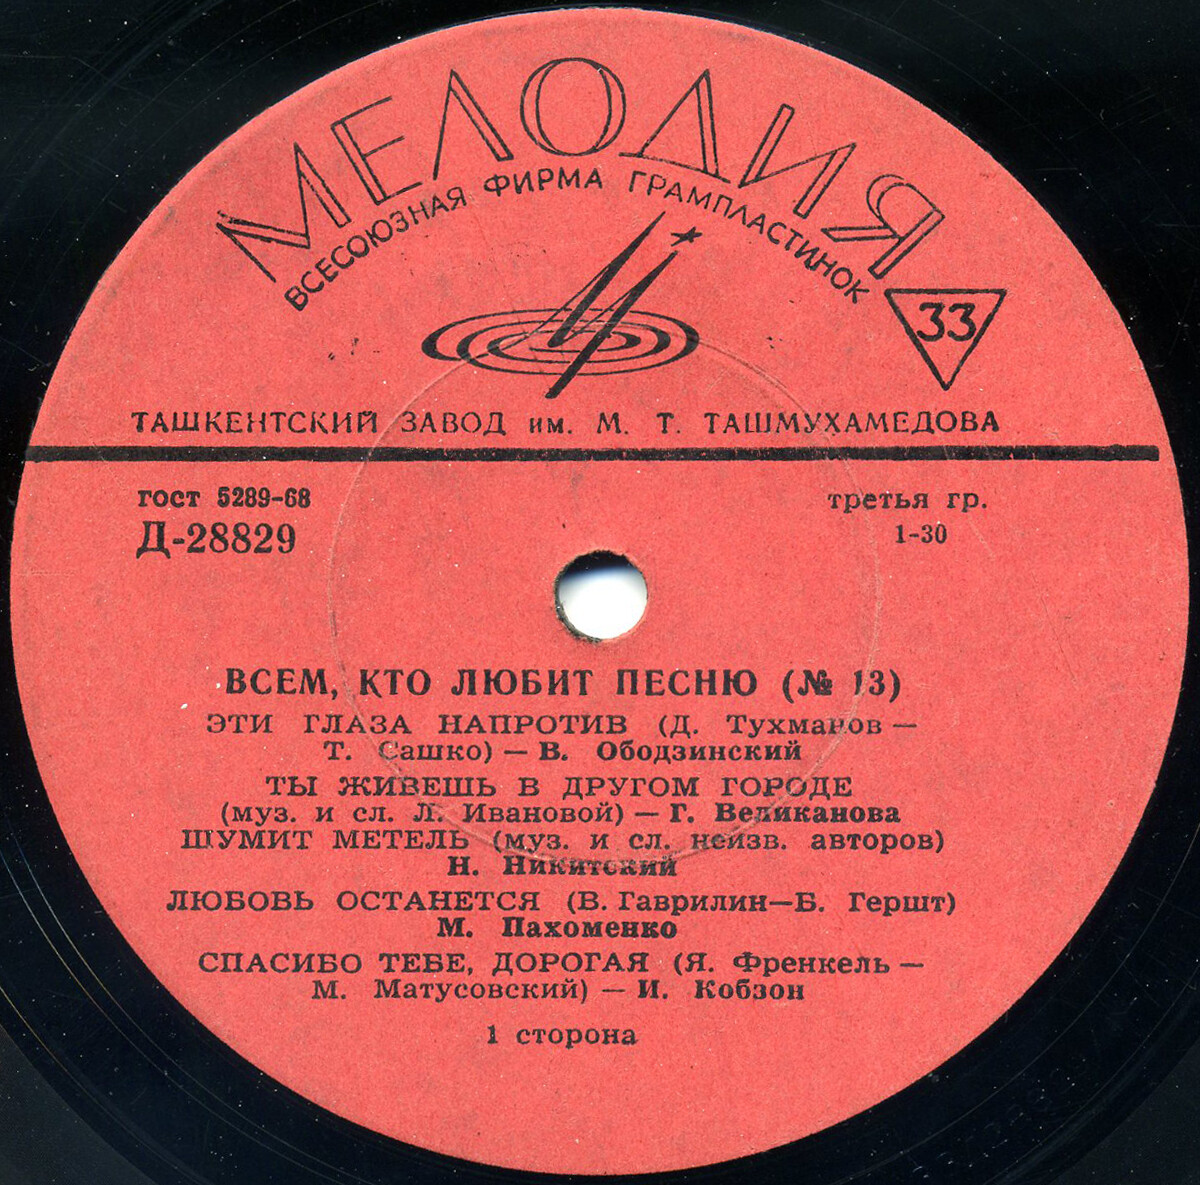 МЕЛОДИЯ
ВСЕСОЮЗНАЯ ФИРМА ГРАМПЛАСТИНОК
33
ТАШКЕНТСКИЙ ЗАВОД им. М. Т. ТАШМУХАМЕДОВА
гост 5289-68
третья гр.
Д-28829
1-30
ВСЕМ, КТО ЛЮБИТ ПЕСНЮ (№ 13)
ЭТИ ГЛАЗА НАПРОТИВ (Д. Тухманов —
Т. Сашко) — В. Ободзинский
ТЫ ЖИВЕШЬ В ДРУГОМ ГОРОДЕ
(муз. и сл. Л. Ивановой) — Г. Великанова
ШУМИТ МЕТЕЛЬ (муз. и сл. неизв. авторов)
Н. Никитский
ЛЮБОВЬ ОСТАНЕТСЯ (В. Гаврилин—Б. Гершт)
М. Пахоменко
СПАСИБО ТЕБЕ, ДОРОГАЯ (Я. Френкель —
М. Матусовский) — И. Кобзон
1 сторона